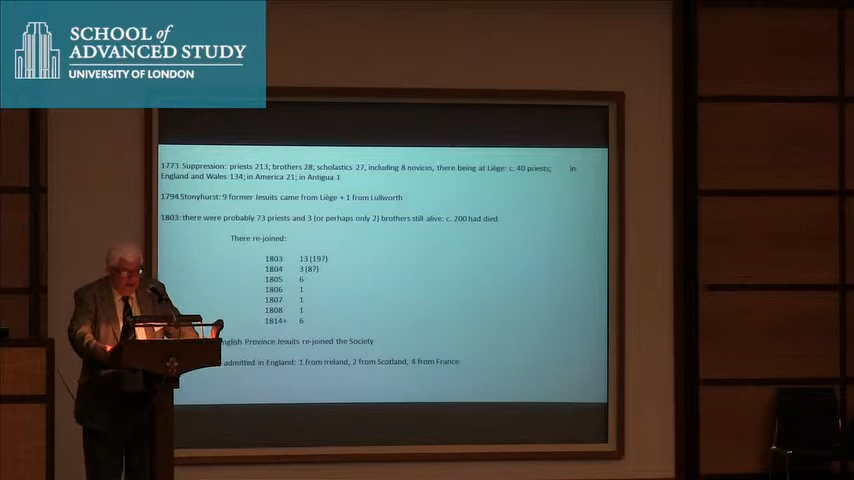 SCHOOL of
ADVANCED STUDY
UNIVERSITY OF LONDON
1773 Suppression: priests 213; brothers 28; scholastics 27, including 8 novices, there being at Liège: c. 40 priests; in
England and Wales 134; in America 21; in Antigua 1
1794 Stonyhurst: 9 former Jesuits came from Liège + 1 from Lullworth
1803: there were probably 73 priests and 3 (or perhaps only 2) brothers still alive: c. 200 had died
There re-joined:
1803 13 (19?)
1804 3 (8?)
1805 6
1806 1
1807 1
1808 1
1814+ 6
Province Jesuits re-joined the Society
admitted in England: 1 from Ireland, 2 from Scotland, 4 from France